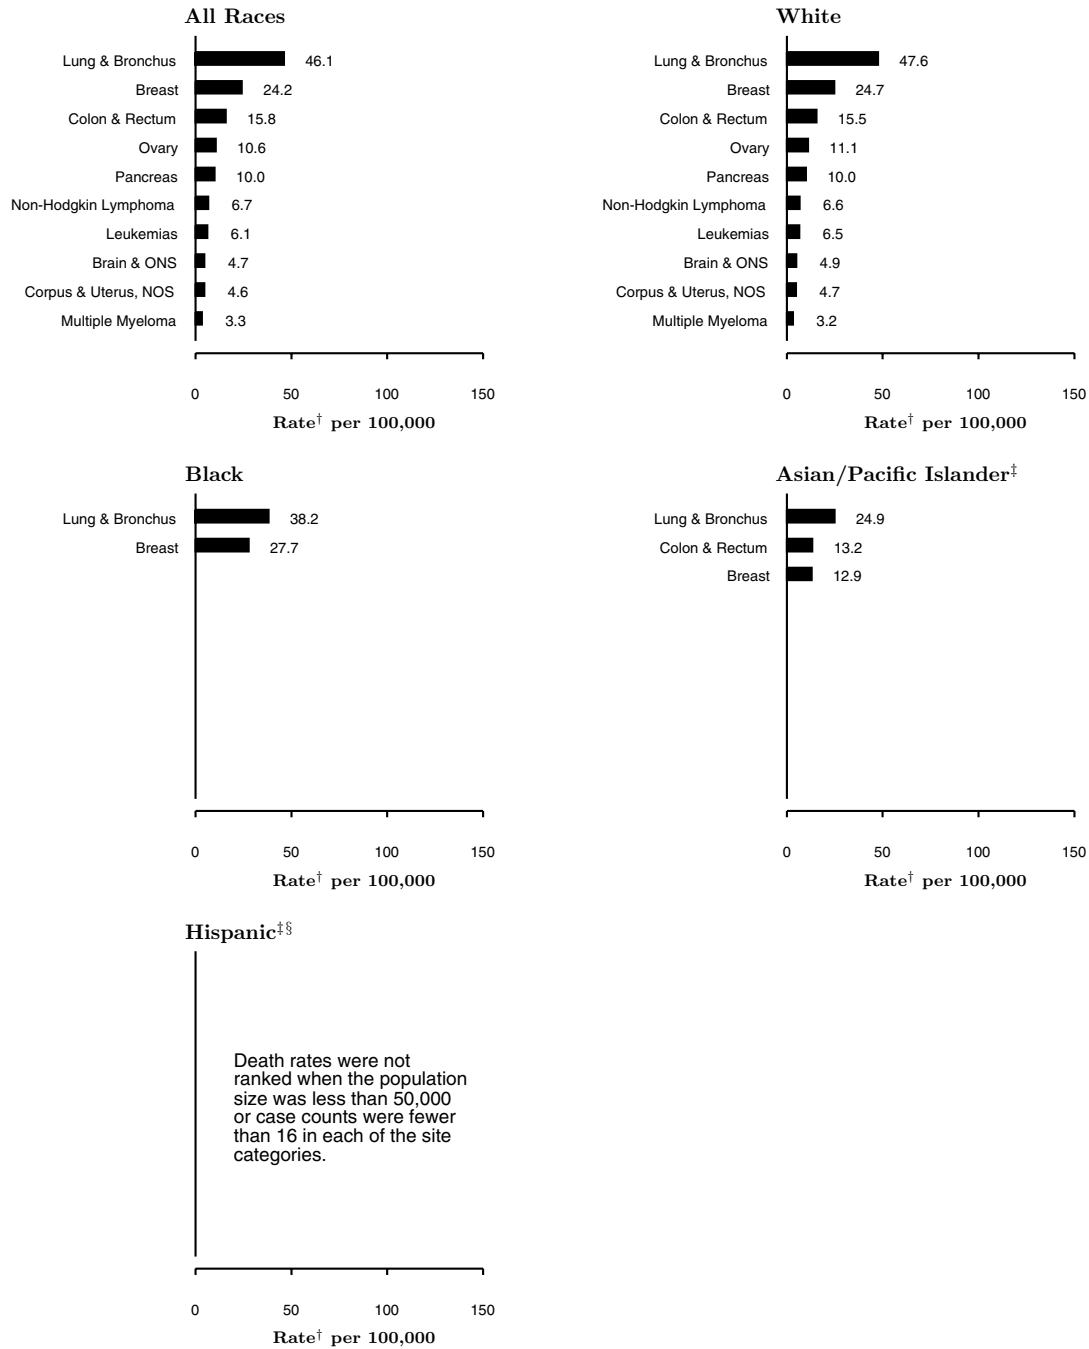 All Races
Lung & Bronchus 46.1
Breast 24.2
Colon & Rectum 15.8
Ovary 10.6
Pancreas 10.0
Non-Hodgkin Lymphoma 6.7
Leukemias 6.1
Brain & ONS 4.7
Corpus & Uterus, NOS 4.6
Multiple Myeloma 3.3
0 50 100 150
Rate† per 100,000
White
Lung & Bronchus 47.6
Breast 24.7
Colon & Rectum 15.5
Ovary 11.1
Pancreas 10.0
Non-Hodgkin Lymphoma 6.6
Leukemias 6.5
Brain & ONS 4.9
Corpus & Uterus, NOS 4.7
Multiple Myeloma 3.2
0 50 100 150
Rate† per 100,000
Black
Lung & Bronchus 38.2
Breast 27.7
0 50 100 150
Rate† per 100,000
Asian/Pacific Islander‡
Lung & Bronchus 24.9
Colon & Rectum 13.2
Breast 12.9
0 50 100 150
Rate† per 100,000
Hispanic‡§
Death rates were not
ranked when the population
size was less than 50,000
or case counts were fewer
than 16 in each of the site
categories.
0 50 100 150
Rate† per 100,000